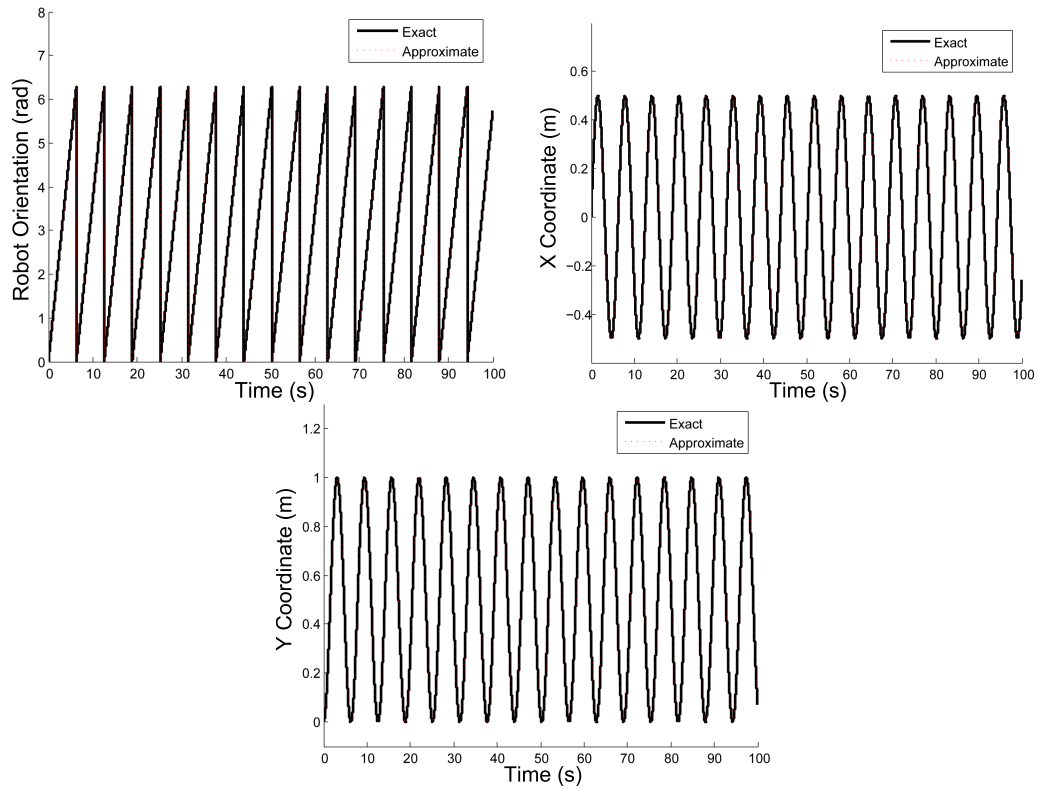 8
7
6
5
4
3
2
1
0
Robot Orientation (rad)
Exact
Approximate
0 10 20 30 40 50 60 70 80 90 100
Time (s)
0.6
0.4
0.2
0
−0.2
−0.4
X Coordinate (m)
Exact
Approximate
0 10 20 30 40 50 60 70 80 90 100
Time (s)
1.2
1
0.8
0.6
0.4
0.2
0
Y Coordinate (m)
Exact
Approximate
0 10 20 30 40 50 60 70 80 90 100
Time (s)